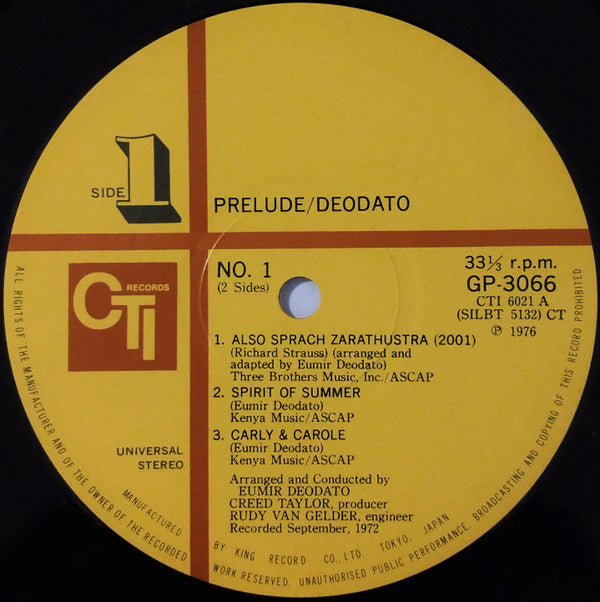 SIDE 1
PRELUDE/DEODATO
CTI RECORDS
NO. 1
(2 Sides)
33⅓ r.p.m.
GP-3066
CTI 6021 A
(SILBT 5132) CT
Ⓟ 1976
1. ALSO SPRACH ZARATHUSTRA (2001)
(Richard Strauss) (arranged and
adapted by Eumir Deodato)
Three Brothers Music, Inc./ASCAP
2. SPIRIT OF SUMMER
(Eumir Deodato)
Kenya Music/ASCAP
3. CARLY & CAROLE
(Eumir Deodato)
Kenya Music/ASCAP
UNIVERSAL
STEREO
Arranged and Conducted by
EUMIR DEODATO
CREED TAYLOR, producer
RUDY VAN GELDER, engineer
Recorded September, 1972
MANUFACTURED BY KING RECORD CO., LTD. TOKYO, JAPAN
ALL RIGHTS OF THE MANUFACTURER AND OF THE OWNER OF THE RECORDED WORK RESERVED. UNAUTHORISED PUBLIC PERFORMANCE, BROADCASTING AND COPYING OF THIS RECORD PROHIBITED